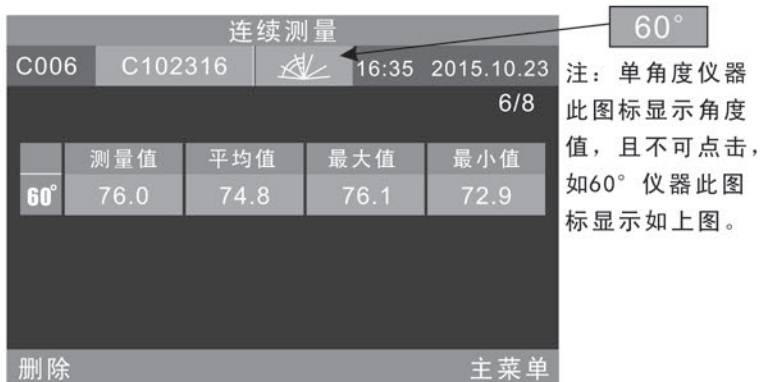 连续测量
C006 C102316 16:35 2015.10.23
6/8
测量值 平均值 最大值 最小值
60° 76.0 74.8 76.1 72.9
删除 主菜单
60°
注：单角度仪器
此图标显示角度
值，且不可点击，
如60°仪器此图
标显示如上图。